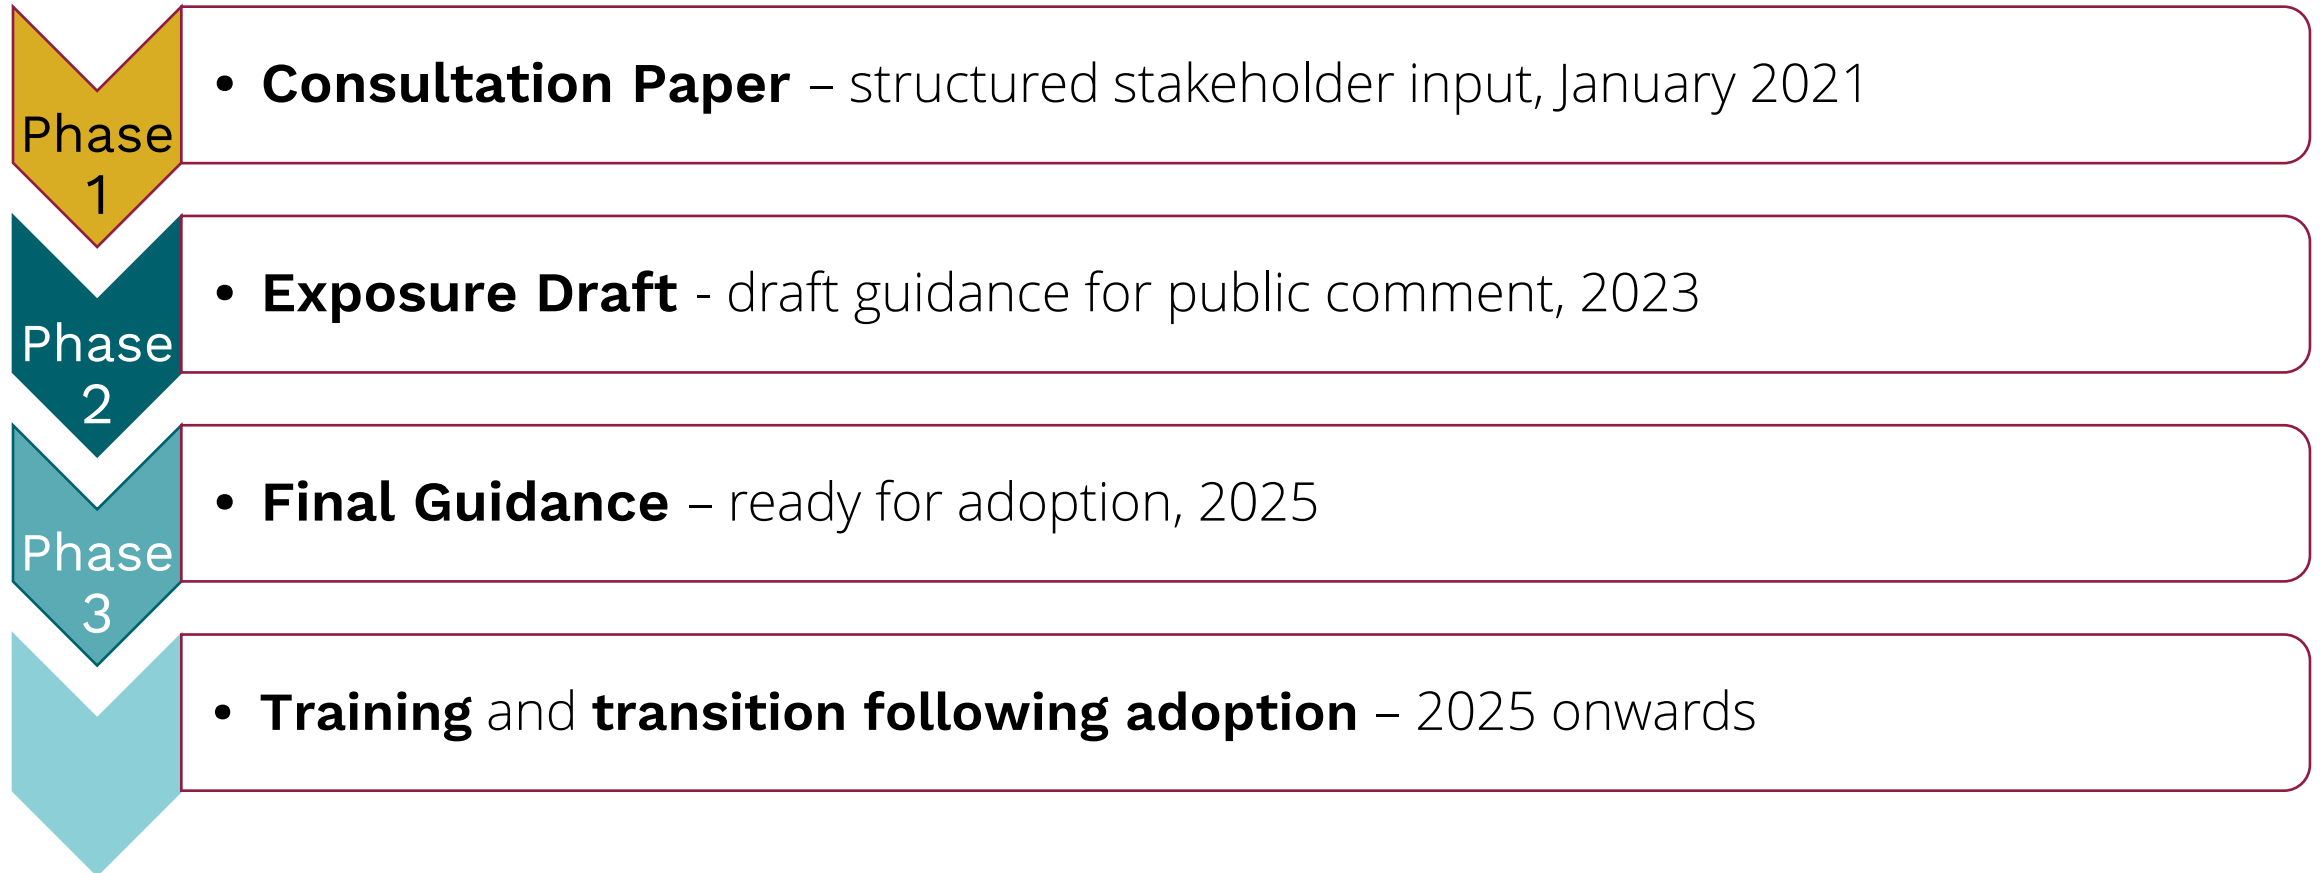 Phase
1
• Consultation Paper – structured stakeholder input, January 2021
Phase
2
• Exposure Draft - draft guidance for public comment, 2023
Phase
3
• Final Guidance – ready for adoption, 2025
• Training and transition following adoption – 2025 onwards